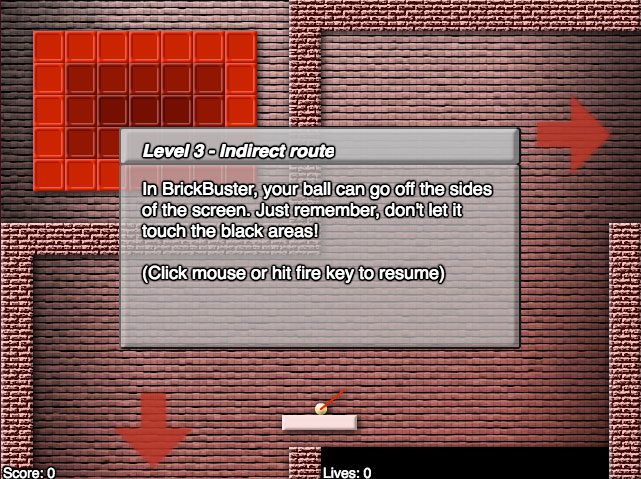 Level 3 - Indirect route
In BrickBuster, your ball can go off the sides
of the screen. Just remember, don't let it
touch the black areas!
(Click mouse or hit fire key to resume)
Score: 0
Lives: 0